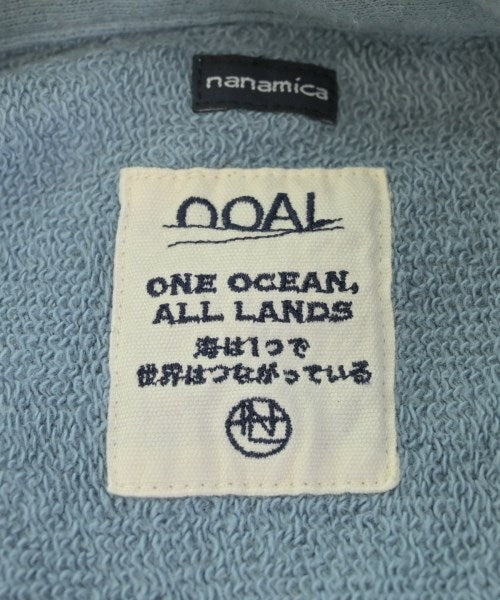 nanamica
OOAL
ONE OCEAN,
ALL LANDS
海は1つで
世界はつながっている